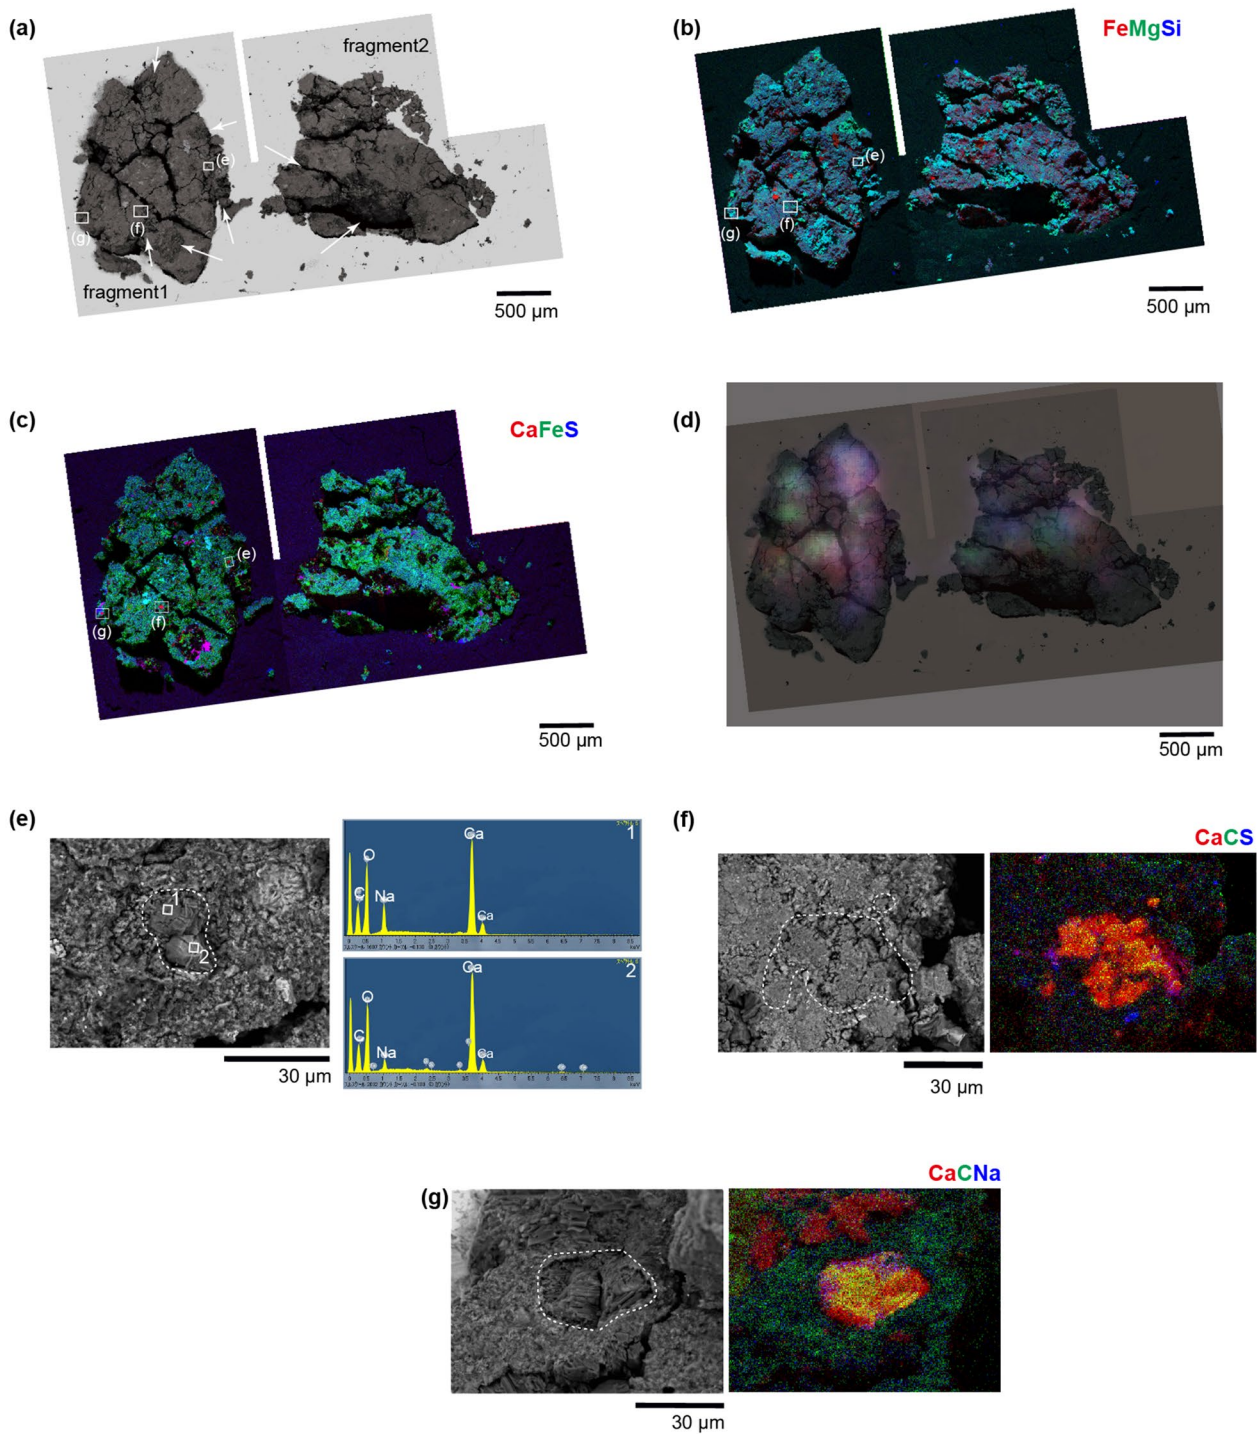 (a)
fragment2
(e)
(f)
(g)
fragment1
500 µm
(b)
FeMgSi
(e)
(f)
(g)
500 µm
(c)
CaFeS
(e)
(f)
(g)
500 µm
(d)
500 µm
(e)
1
2
30 µm
1
Ca
O
C
Na
Ca
2
Ca
O
C
Na
Ca
(f)
CaCS
30 µm
(g)
CaCNa
30 µm